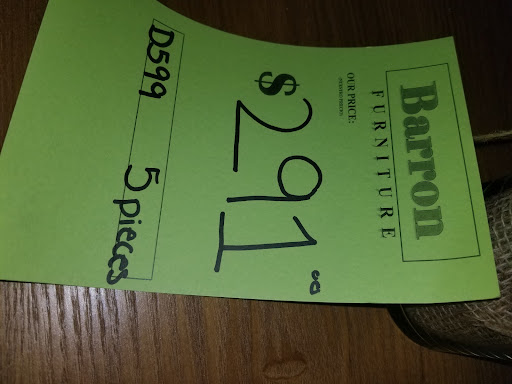 Barron
FURNITURE
OUR PRICE:
$291.00
D599 5 pieces